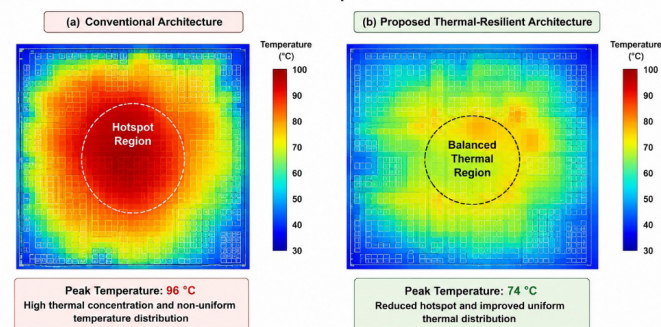 (a) Conventional Architecture
Temperature
(°C)
100
90
80
70
60
50
40
30
Hotspot
Region
Peak Temperature: 96 °C
High thermal concentration and non-uniform
temperature distribution
(b) Proposed Thermal-Resilient Architecture
Temperature
(°C)
100
90
80
70
60
50
40
30
Balanced
Thermal
Region
Peak Temperature: 74 °C
Reduced hotspot and improved uniform
thermal distribution